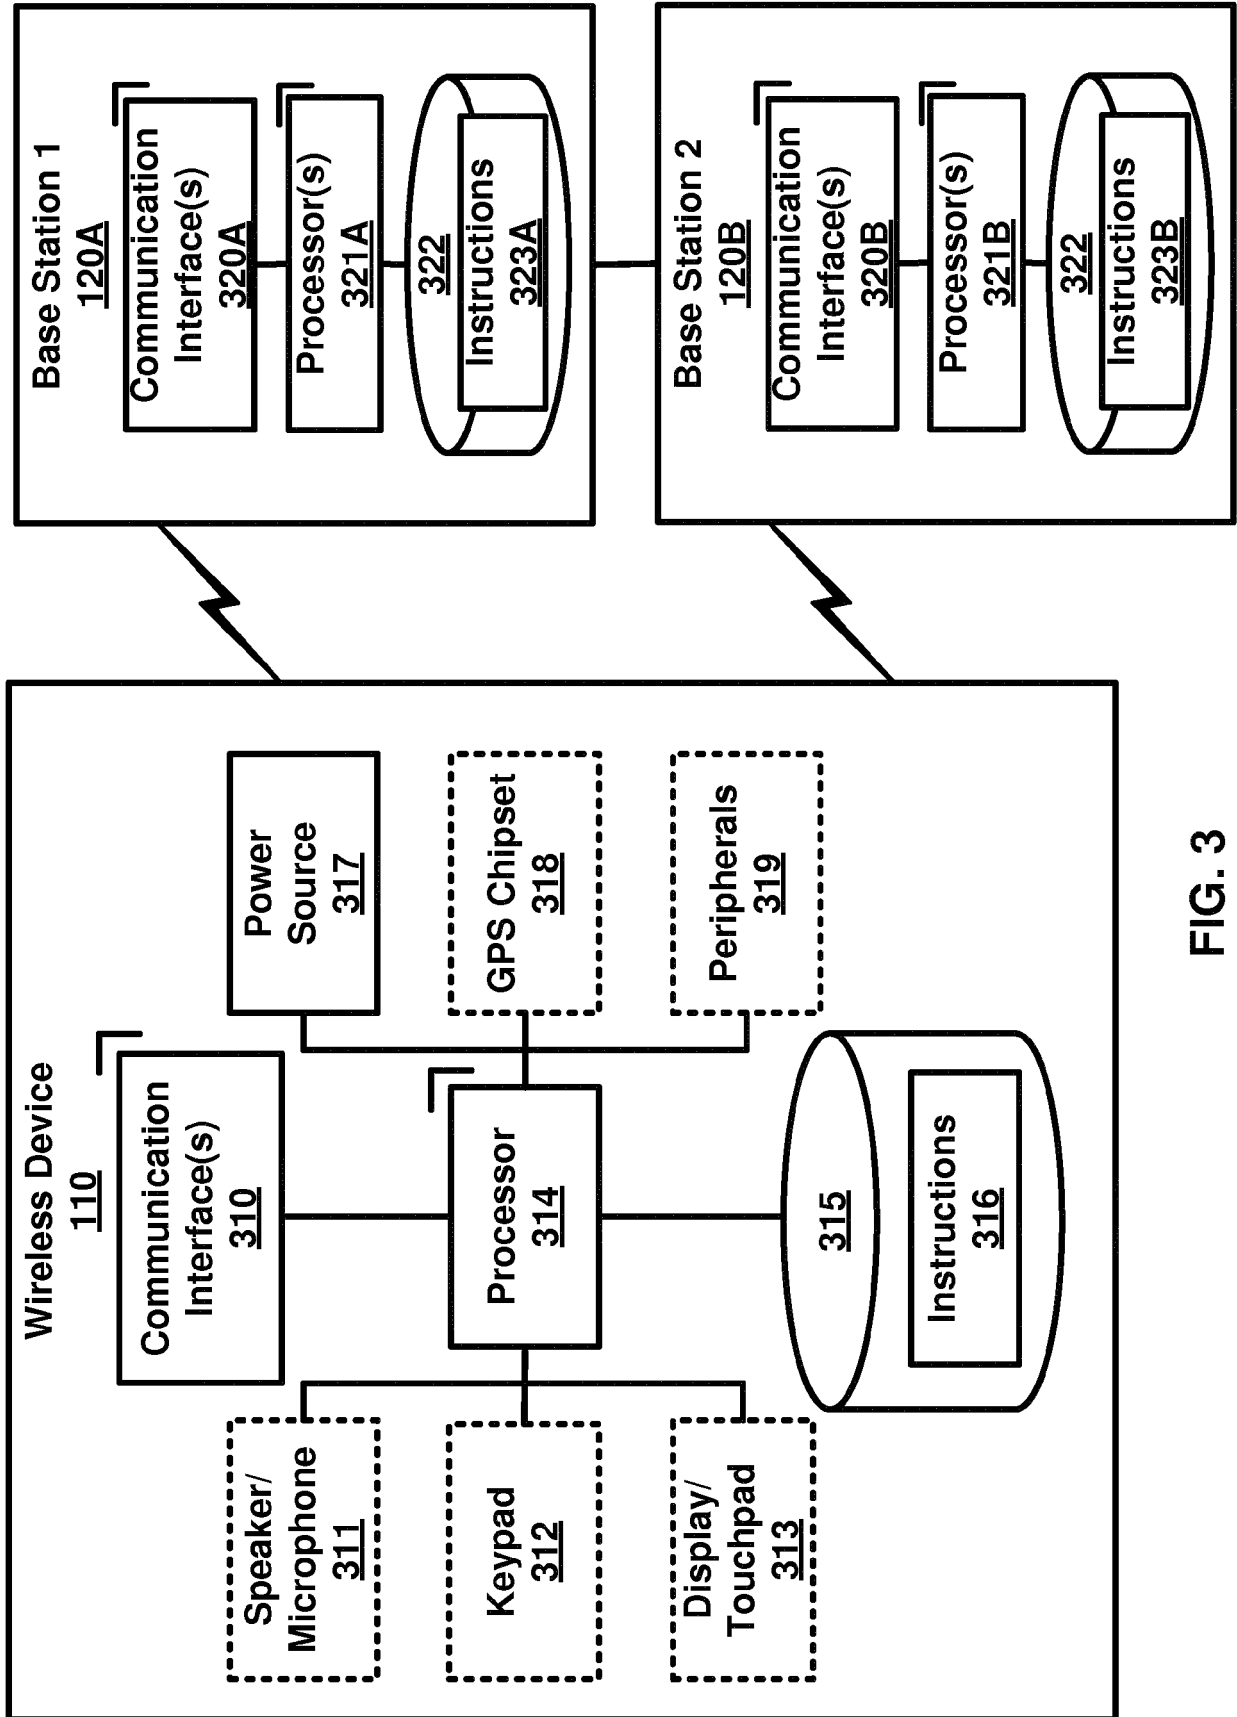 Wireless Device
110
Communication
Interface(s)
310
Speaker/
Microphone
311
Power
Source
317
Keypad
312
Processor
314
GPS Chipset
318
Display/
Touchpad
313
Peripherals
319
315
Instructions
316
Base Station 1
120A
Communication
Interface(s)
320A
Processor(s)
321A
322
Instructions
323A
Base Station 2
120B
Communication
Interface(s)
320B
Processor(s)
321B
322
Instructions
323B
FIG. 3